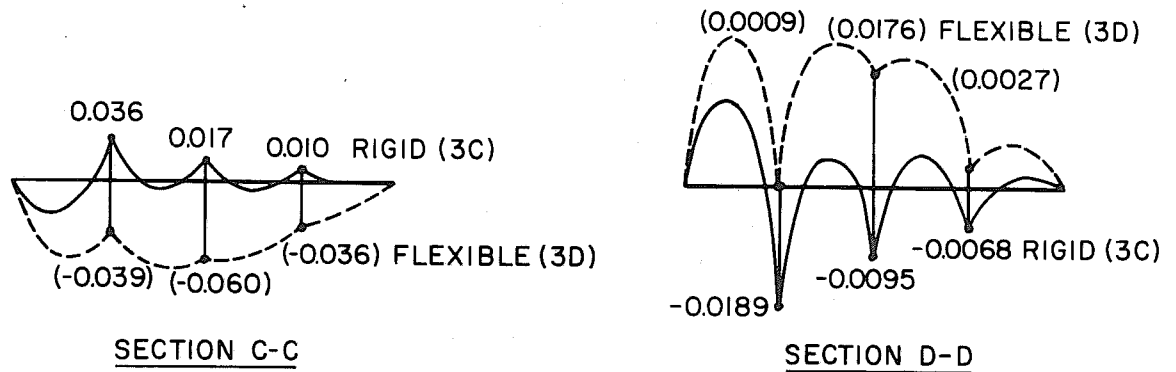 0.036
0.017
0.010 RIGID (3C)
(-0.039)
(-0.060)
(-0.036) FLEXIBLE (3D)
SECTION C-C
(0.0009)
(0.0176) FLEXIBLE (3D)
(0.0027)
-0.0189
-0.0095
-0.0068 RIGID (3C)
SECTION D-D